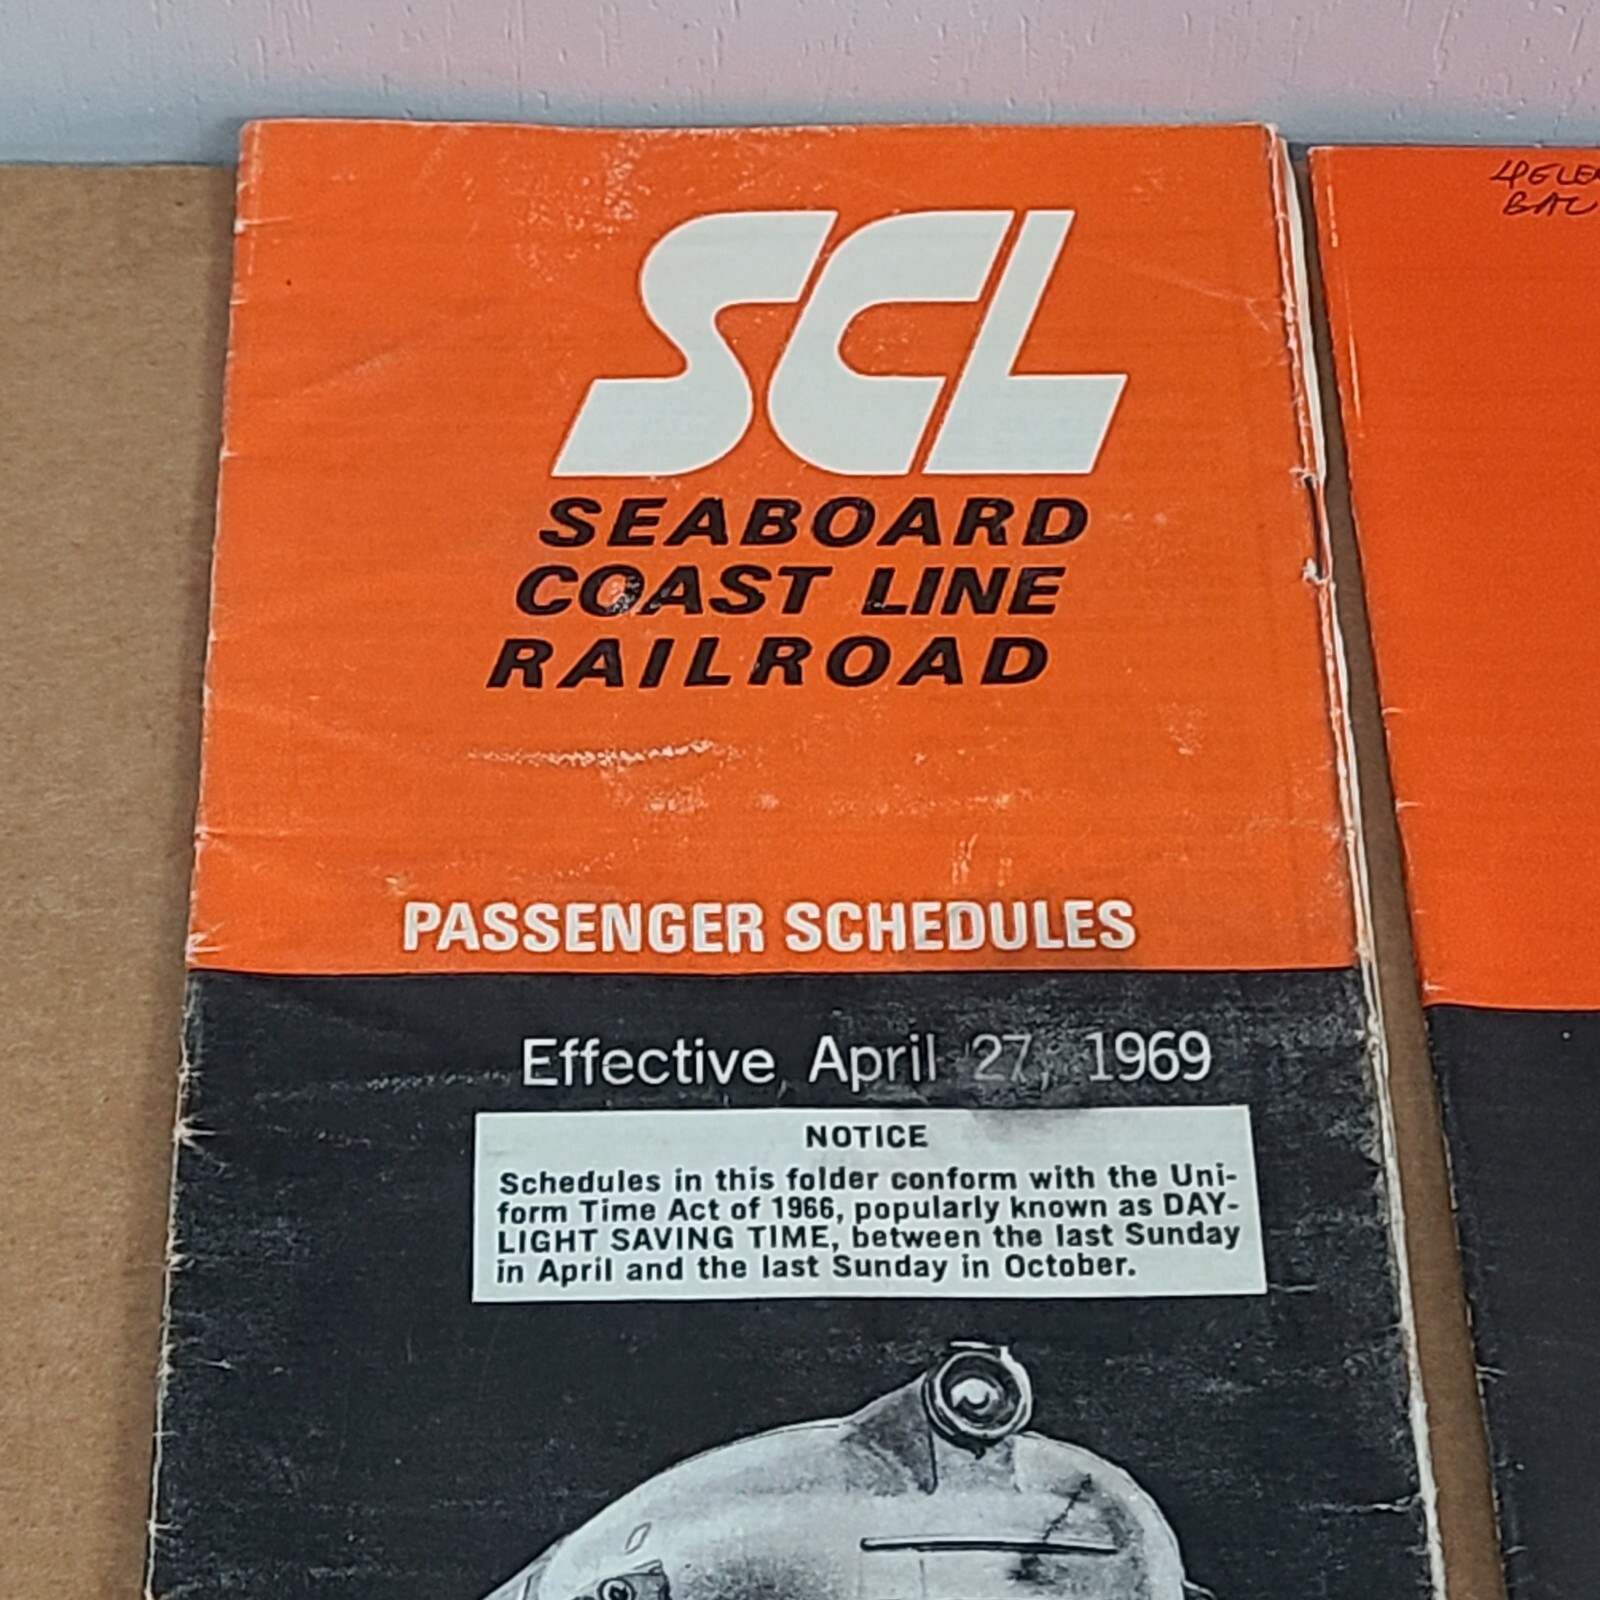 SCL
SEABOARD
COAST LINE
RAILROAD
PASSENGER SCHEDULES
Effective April 27, 1969
NOTICE
Schedules in this folder conform with the Uni-
form Time Act of 1966, popularly known as DAY-
LIGHT SAVING TIME, between the last Sunday
in April and the last Sunday in October.